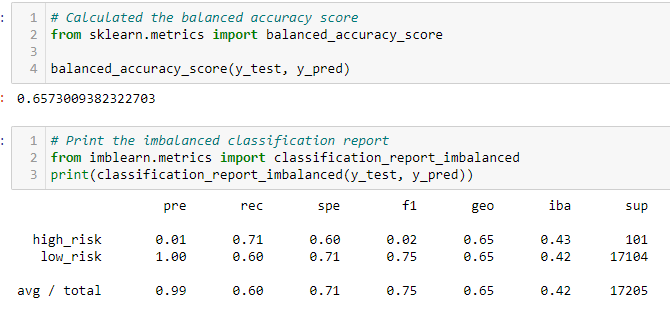 : 1 # Calculated the balanced accuracy score
2 from sklearn.metrics import balanced_accuracy_score
3
4 balanced_accuracy_score(y_test, y_pred)
: 0.6573009382322703
: 1 # Print the imbalanced classification report
2 from imblearn.metrics import classification_report_imbalanced
3 print(classification_report_imbalanced(y_test, y_pred))
pre rec spe f1 geo iba sup
high_risk 0.01 0.71 0.60 0.02 0.65 0.43 101
low_risk 1.00 0.60 0.71 0.75 0.65 0.42 17104
avg / total 0.99 0.60 0.71 0.75 0.65 0.42 17205